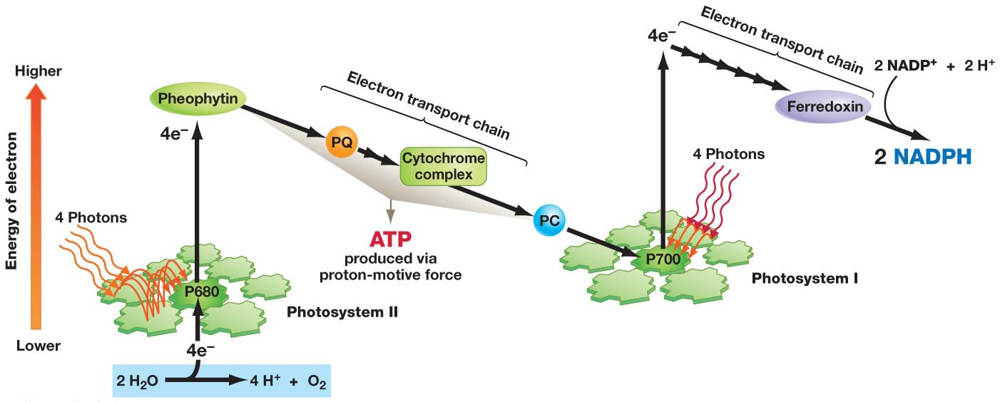 Higher
Energy of electron
Lower
4 Photons
Pheophytin
4e–
P680
4e–
2 H₂O
4 H⁺ + O₂
Photosystem II
Electron transport chain
PQ
Cytochrome
complex
PC
ATP
produced via
proton-motive force
4e–
Electron transport chain
Ferredoxin
2 NADP⁺ + 2 H⁺
2 NADPH
4 Photons
P700
Photosystem I